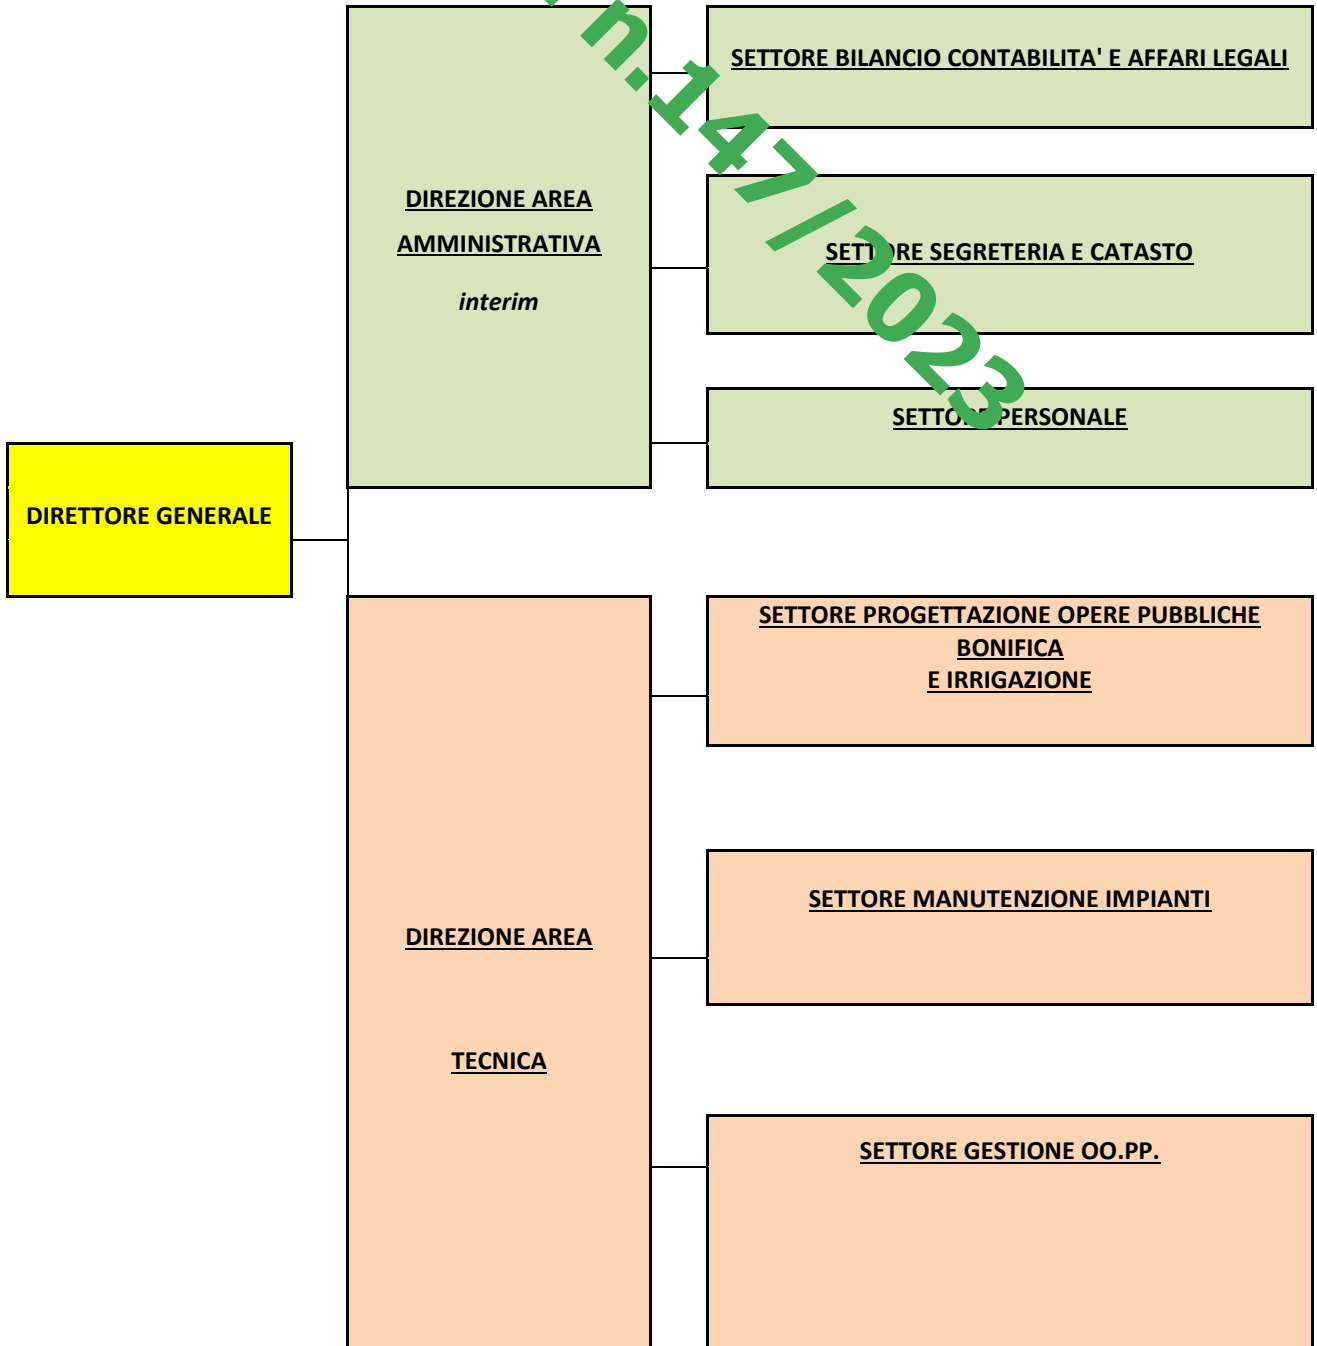 n.147/2023
SETTORE BILANCIO CONTABILITA' E AFFARI LEGALI
DIREZIONE AREA
AMMINISTRATIVA
interim
SETTORE SEGRETERIA E CATASTO
SETTORE PERSONALE
DIRETTORE GENERALE
SETTORE PROGETTAZIONE OPERE PUBBLICHE
BONIFICA
E IRRIGAZIONE
SETTORE MANUTENZIONE IMPIANTI
DIREZIONE AREA
TECNICA
SETTORE GESTIONE OO.PP.